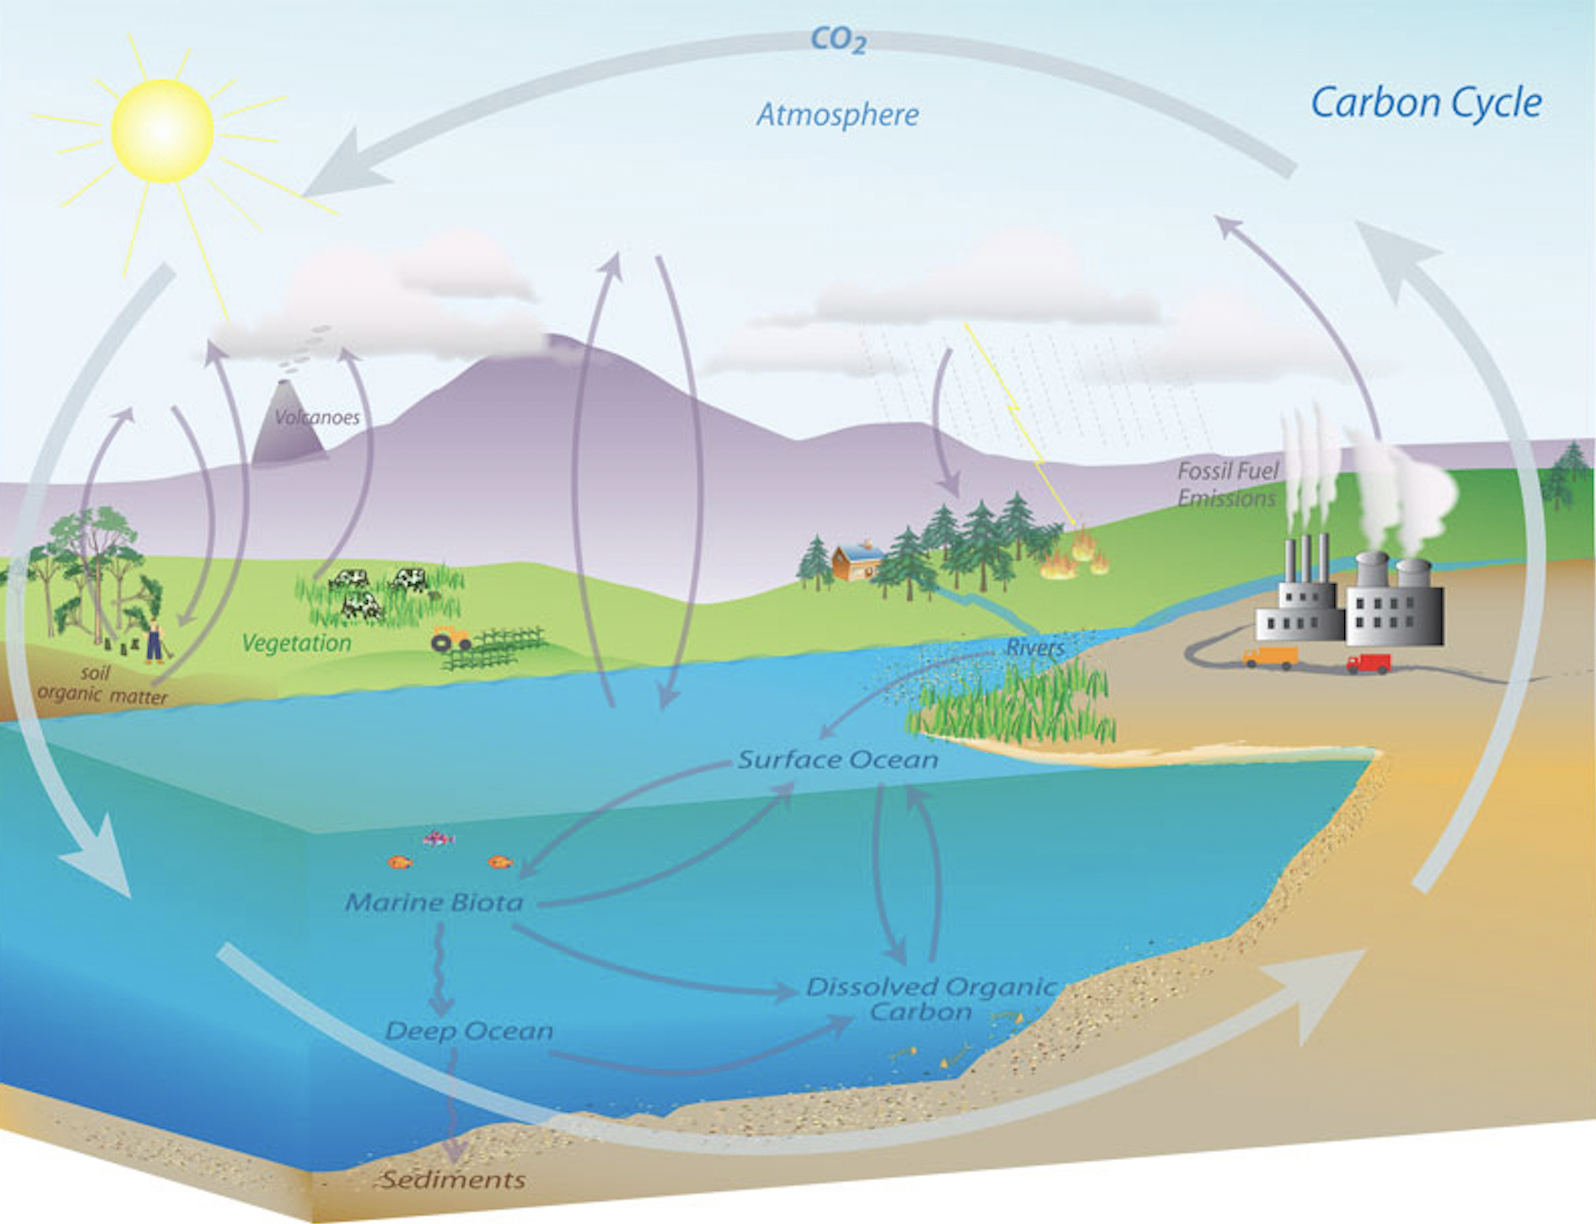 CO₂
Carbon Cycle
Atmosphere
Volcanoes
Fossil Fuel
Emissions
Vegetation
Rivers
soil
organic matter
Surface Ocean
Marine Biota
Dissolved Organic
Carbon
Deep Ocean
Sediments